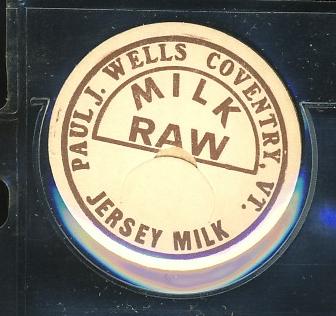 PAUL J. WELLS COVENTRY, VT.
MILK
RAW
JERSEY MILK